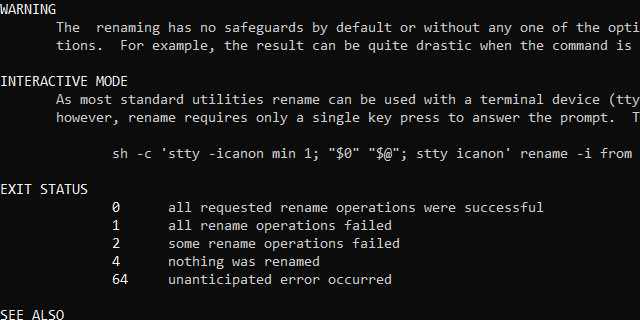 WARNING
The  renaming has no safeguards by default or without any one of the opti
tions.  For example, the result can be quite drastic when the command is
INTERACTIVE MODE
As most standard utilities rename can be used with a terminal device (tty
however, rename requires only a single key press to answer the prompt.  T
sh -c 'stty -icanon min 1; "$0" "$@"; stty icanon' rename -i from
EXIT STATUS
0      all requested rename operations were successful
1      all rename operations failed
2      some rename operations failed
4      nothing was renamed
64     unanticipated error occurred
SEE ALSO